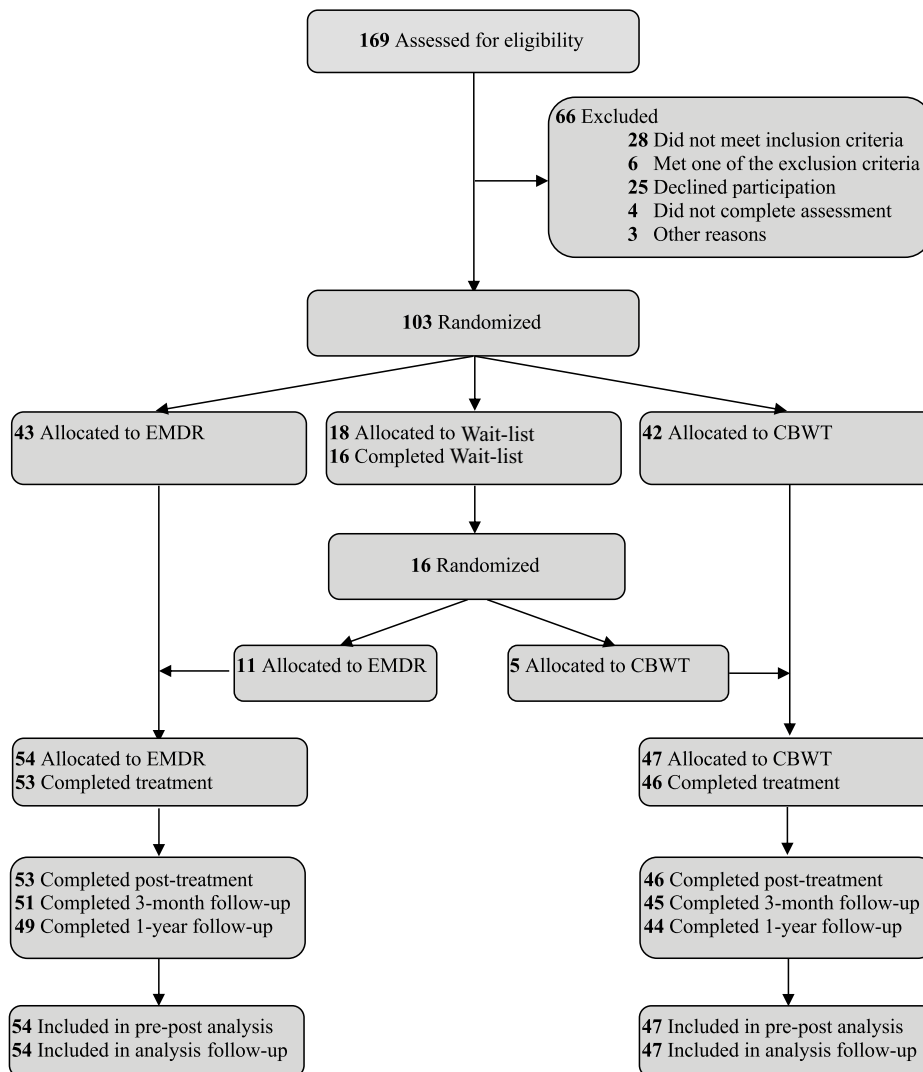 169 Assessed for eligibility
66 Excluded
28 Did not meet inclusion criteria
6 Met one of the exclusion criteria
25 Declined participation
4 Did not complete assessment
3 Other reasons
103 Randomized
43 Allocated to EMDR
18 Allocated to Wait-list
16 Completed Wait-list
42 Allocated to CBWT
16 Randomized
11 Allocated to EMDR
5 Allocated to CBWT
54 Allocated to EMDR
53 Completed treatment
47 Allocated to CBWT
46 Completed treatment
53 Completed post-treatment
51 Completed 3-month follow-up
49 Completed 1-year follow-up
46 Completed post-treatment
45 Completed 3-month follow-up
44 Completed 1-year follow-up
54 Included in pre-post analysis
54 Included in analysis follow-up
47 Included in pre-post analysis
47 Included in analysis follow-up